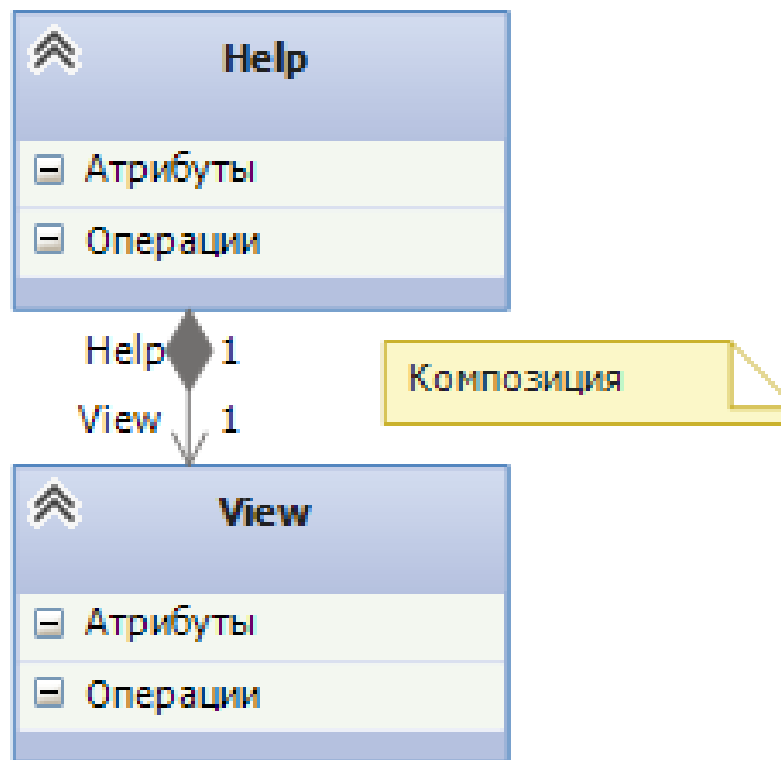 Help
Атрибуты
Операции
Help 1
Композиция
View 1
View
Атрибуты
Операции